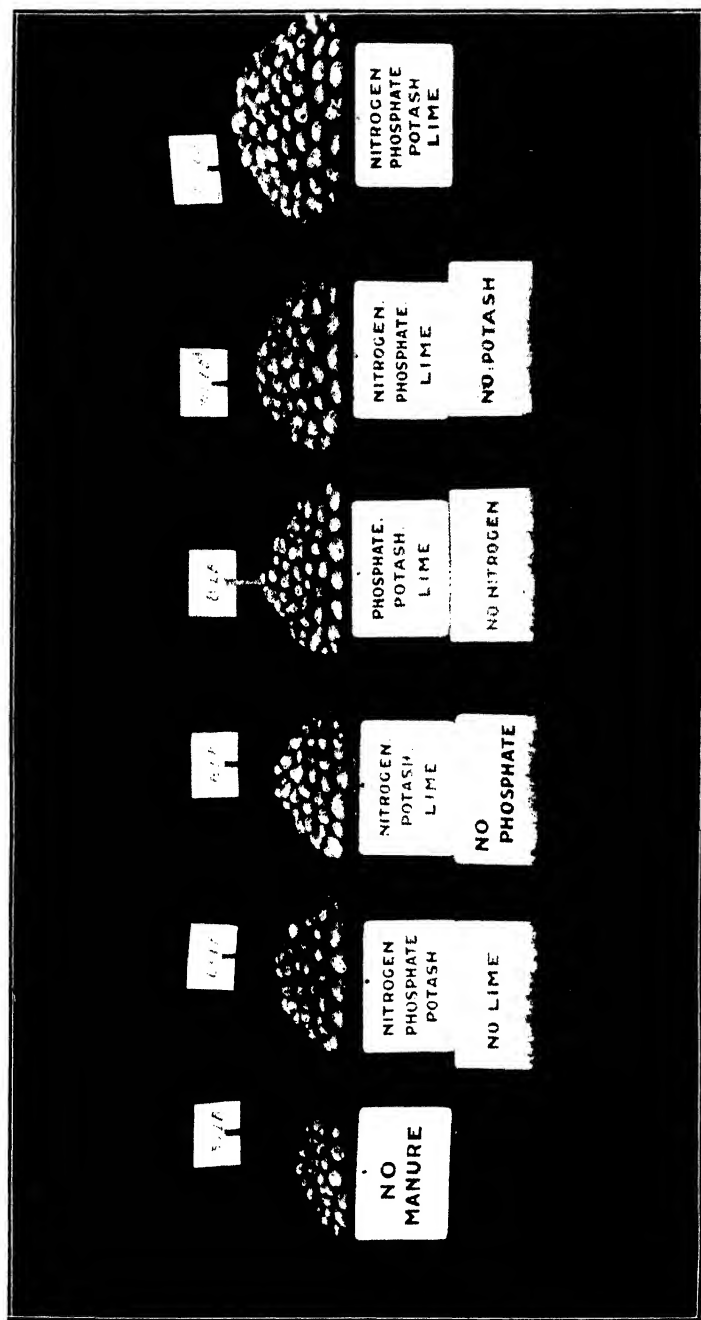 NO
MANURE
NITROGEN
PHOSPHATE
POTASH
NO LIME
NITROGEN.
POTASH.
LIME
NO
PHOSPHATE
PHOSPHATE.
POTASH.
LIME
NO NITROGEN
NITROGEN.
PHOSPHATE.
LIME
NO POTASH
NITROGEN
PHOSPHATE
POTASH
LIME